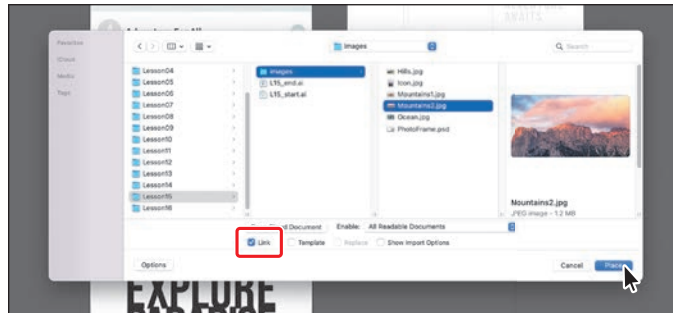 AWAITS.
Favorites
iCloud
Media
Tags
images
Search
Lesson04
Lesson05
Lesson06
Lesson07
Lesson08
Lesson09
Lesson10
Lesson11
Lesson12
Lesson13
Lesson14
Lesson15
Lesson16
images
L15_end.ai
L15_start.ai
Hills.jpg
Icon.jpg
Mountains1.jpg
Mountains2.jpg
Ocean.jpg
PhotoFrame.psd
Mountains2.jpg
JPEG image - 1.2 MB
Document
Enable: All Readable Documents
Link
Template
Replace
Show Import Options
Options
Cancel
Place
EXPLORE